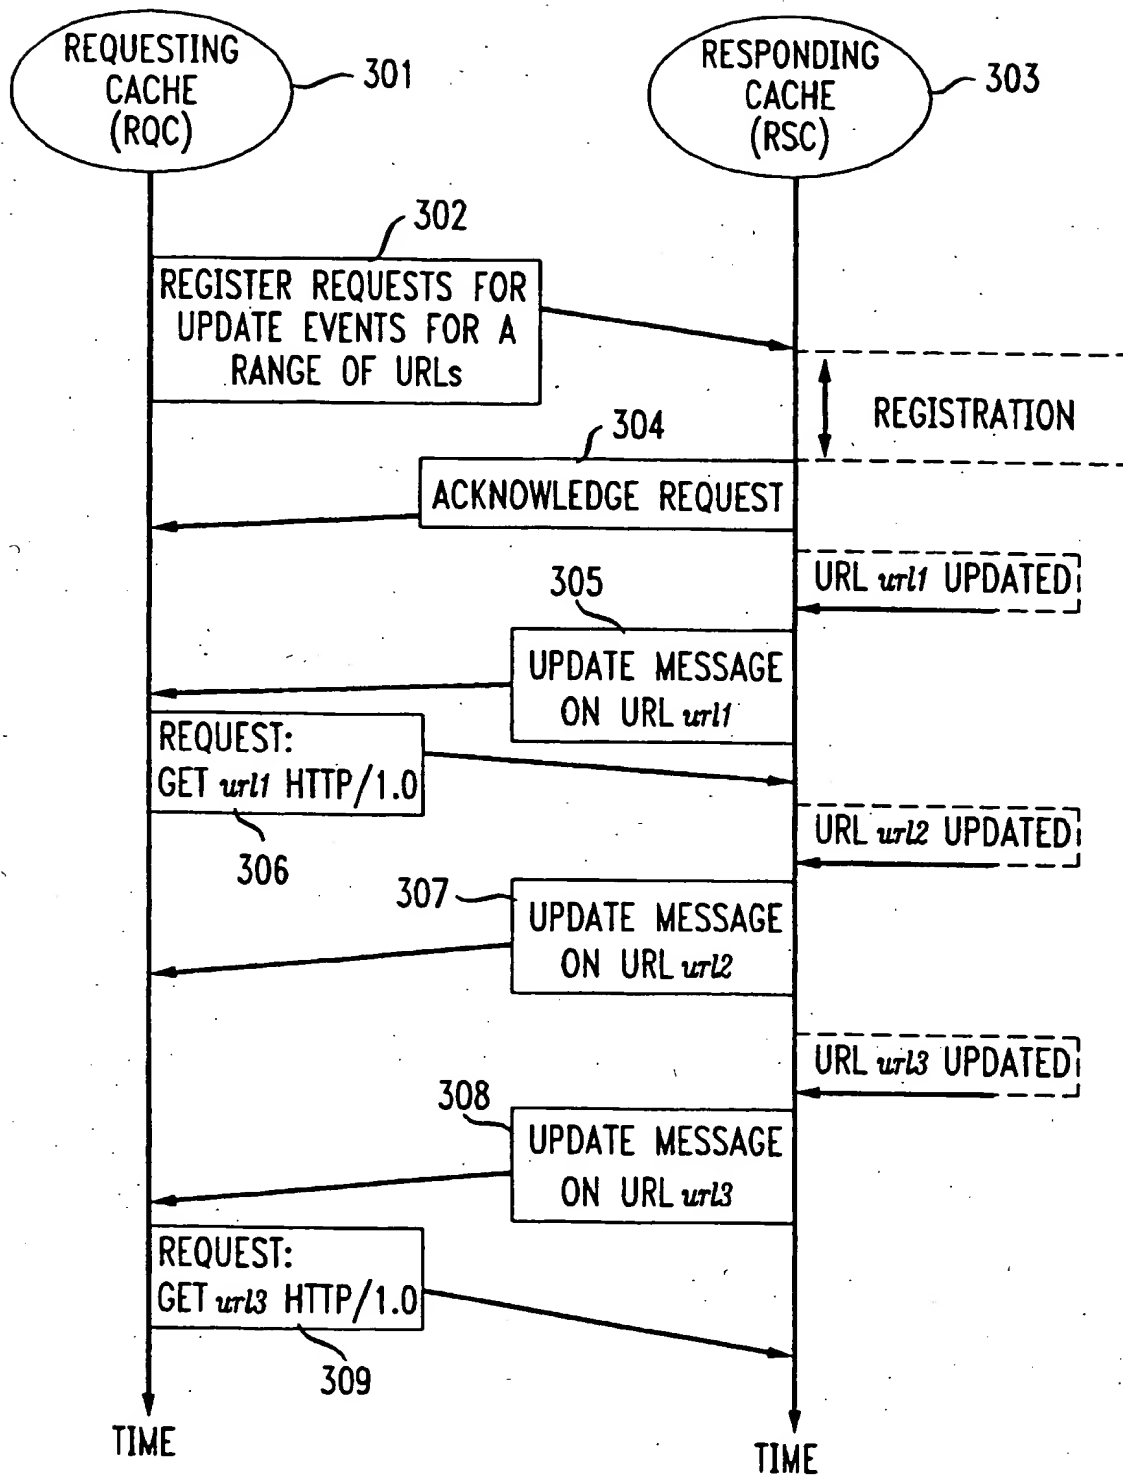 REQUESTING
CACHE
(RQC)
301
RESPONDING
CACHE
(RSC)
303
302
REGISTER REQUESTS FOR
UPDATE EVENTS FOR A
RANGE OF URLs
REGISTRATION
304
ACKNOWLEDGE REQUEST
URL url1 UPDATED
305
UPDATE MESSAGE
ON URL url1
REQUEST:
GET url1 HTTP/1.0
306
URL url2 UPDATED
307
UPDATE MESSAGE
ON URL url2
URL url3 UPDATED
308
UPDATE MESSAGE
ON URL url3
REQUEST:
GET url3 HTTP/1.0
309
TIME
TIME